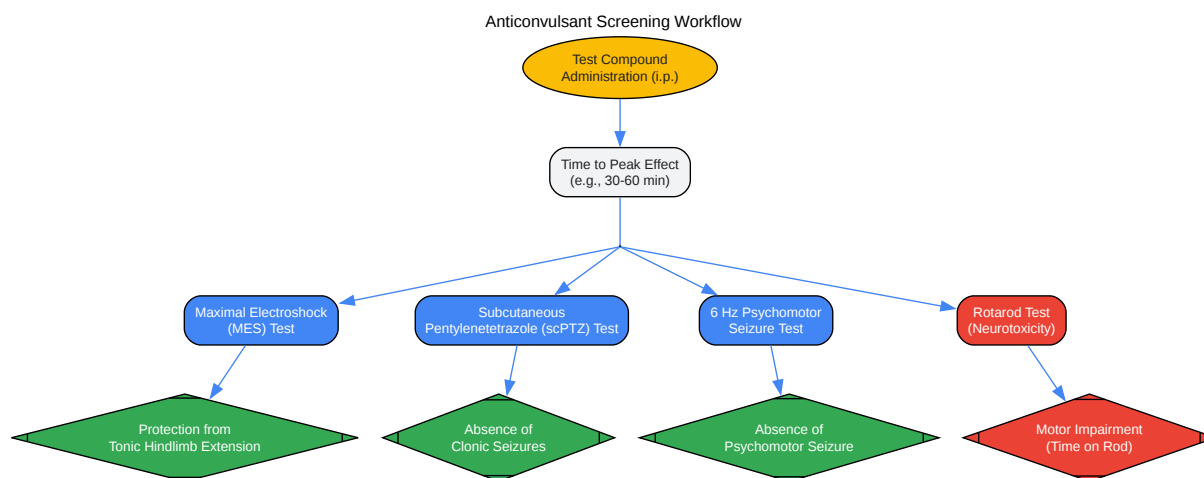 Anticonvulsant Screening Workflow
Test Compound
Administration (i.p.)
Time to Peak Effect
(e.g., 30-60 min)
Maximal Electroshock
(MES) Test
Subcutaneous
Pentylenetetrazole (scPTZ) Test
6 Hz Psychomotor
Seizure Test
Rotarod Test
(Neurotoxicity)
Protection from
Tonic Hindlimb Extension
Absence of
Clonic Seizures
Absence of
Psychomotor Seizure
Motor Impairment
(Time on Rod)